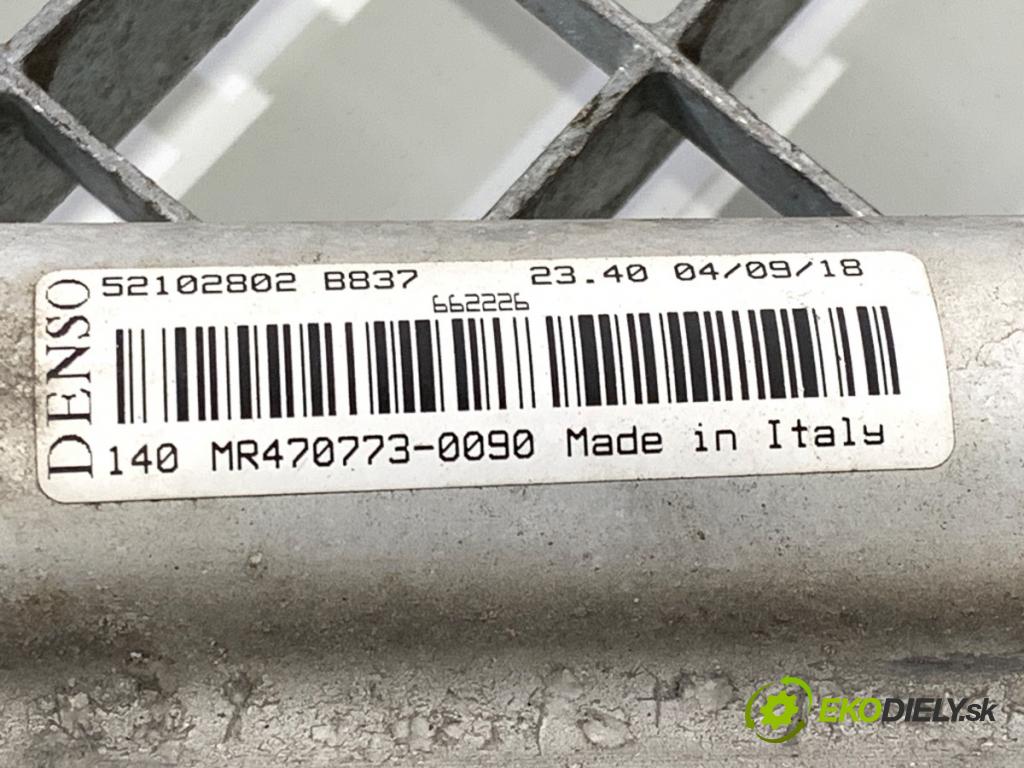 DENSO
52102802 B837 23.40 04/09/18
662226
140 MR470773-0090 Made in Italy
EKODIELY.sk